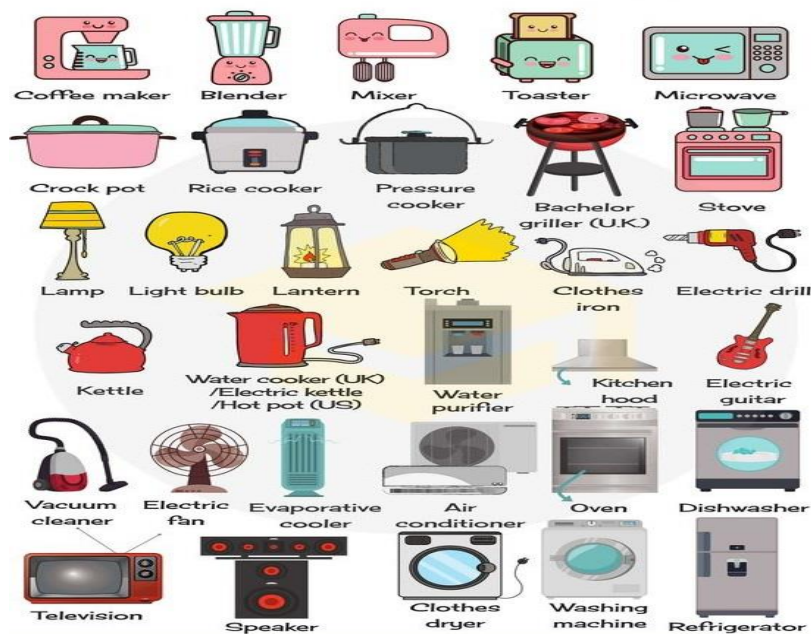 Coffee maker
Blender
Mixer
Toaster
Microwave
Crock pot
Rice cooker
Pressure
cooker
Bachelor
griller (U.K.)
Stove
Lamp
Light bulb
Lantern
Torch
Clothes
iron
Electric drill
Kettle
Water cooker (UK)
/Electric kettle
/Hot pot (US)
Water
purifier
Kitchen
hood
Electric
guitar
Vacuum
cleaner
Electric
fan
Evaporative
cooler
Air
conditioner
Oven
Dishwasher
Television
Speaker
Clothes
dryer
Washing
machine
Refrigerator